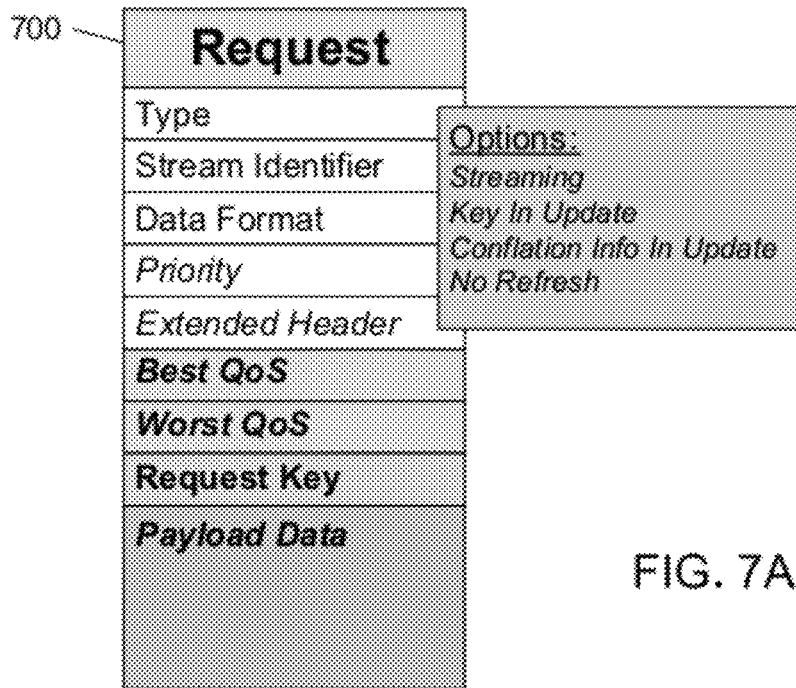 700
Request
Type
Stream Identifier
Data Format
Priority
Extended Header
Best QoS
Worst QoS
Request Key
Payload Data
Options:
Streaming
Key In Update
Conflation Info In Update
No Refresh
FIG. 7A